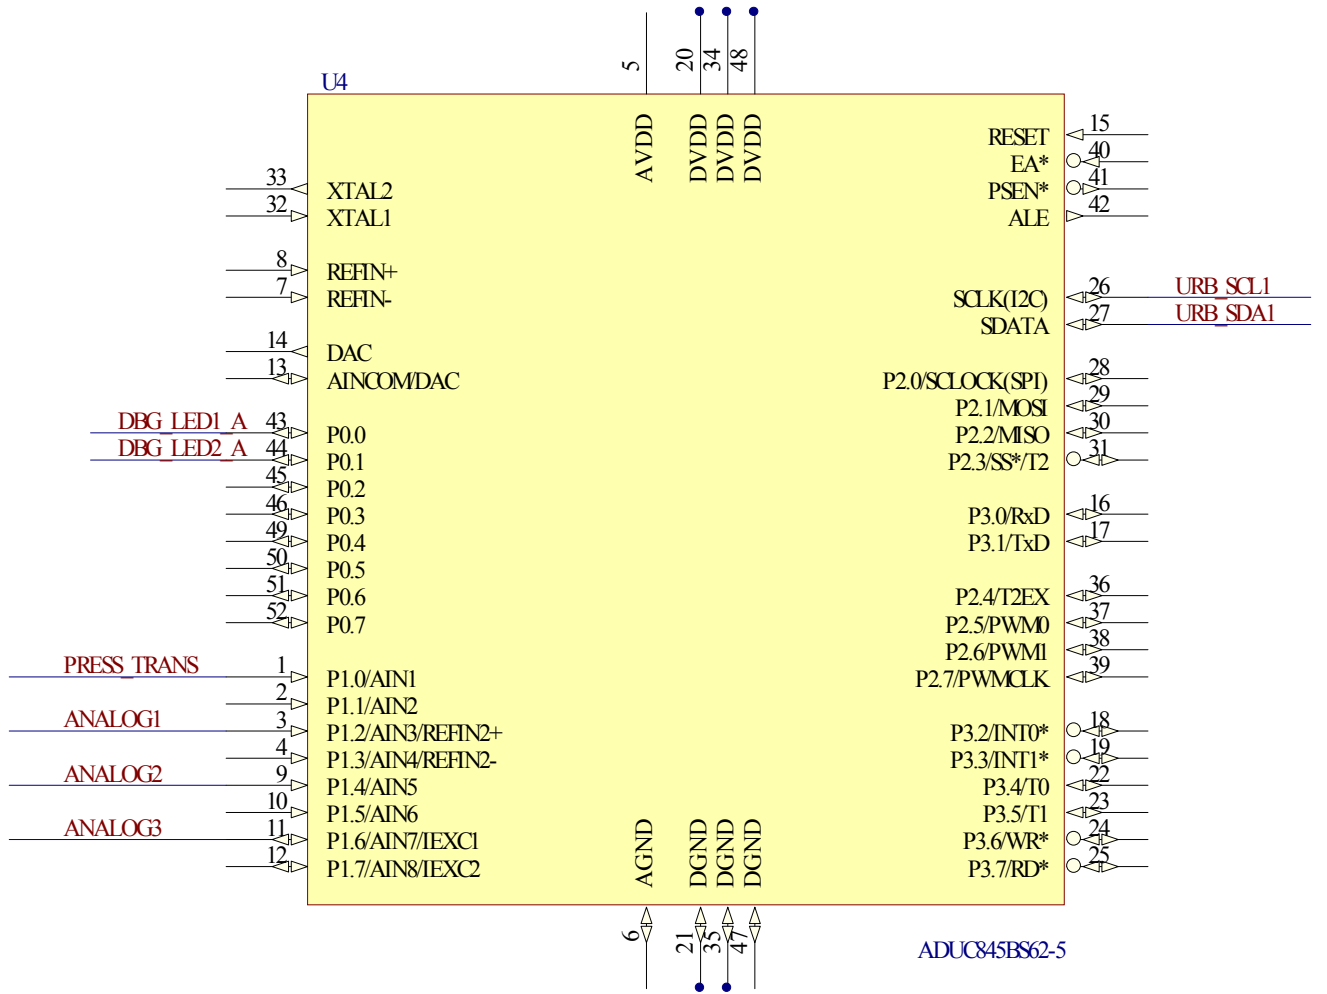 5
20
34
48
U4
AVDD
DVDD
DVDD
DVDD
RESET 15
EA* 40
33 XTAL2
PSEN* 41
32 XTAL1
ALE 42
8 REFIN+
7 REFIN-
SCLK(I2C) 26 URB_SCL1
SDATA 27 URB_SDA1
14 DAC
13 AINCOM/DAC
P2.0/SCLOCK(SPI) 28
P2.1/MOSI 29
DBG_LED1_A 43 P0.0
P2.2/MISO 30
DBG_LED2_A 44 P0.1
P2.3/SS*/T2 31
45 P0.2
46 P0.3
P3.0/RxD 16
49 P0.4
P3.1/TxD 17
50 P0.5
51 P0.6
P2.4/T2EX 36
52 P0.7
P2.5/PWM0 37
P2.6/PWM1 38
PRESS_TRANS 1 P1.0/AIN1
P2.7/PWMCLK 39
2 P1.1/AIN2
ANALOG1 3 P1.2/AIN3/REFIN2+
P3.2/INT0* 18
4 P1.3/AIN4/REFIN2-
P3.3/INT1* 19
ANALOG2 9 P1.4/AIN5
P3.4/T0 22
10 P1.5/AIN6
P3.5/T1 23
ANALOG3 11 P1.6/AIN7/IEXC1
P3.6/WR* 24
12 P1.7/AIN8/IEXC2
P3.7/RD* 25
AGND
DGND
DGND
DGND
6
21
35
47
ADUC845BS62-5